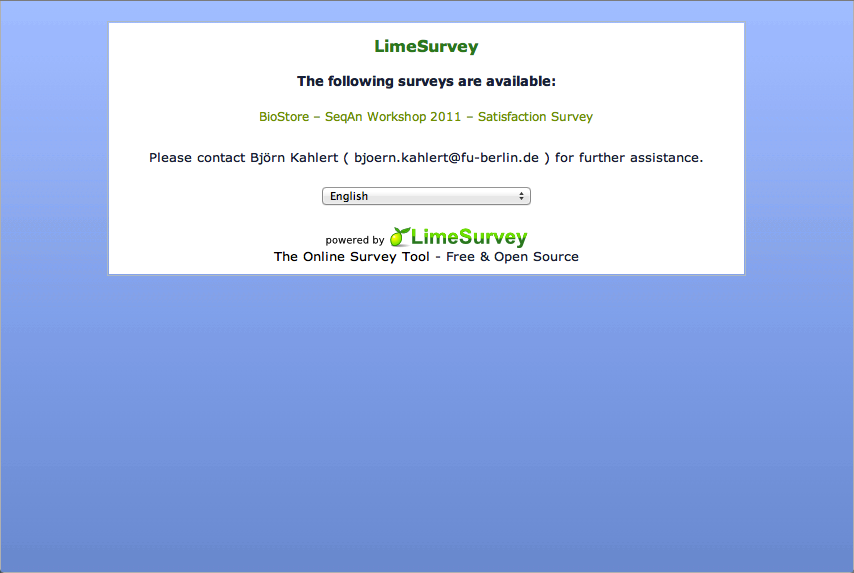 LimeSurvey
The following surveys are available:
BioStore – SeqAn Workshop 2011 – Satisfaction Survey
Please contact Björn Kahlert ( bjoern.kahlert@fu-berlin.de ) for further assistance.
English
powered by LimeSurvey
The Online Survey Tool - Free & Open Source